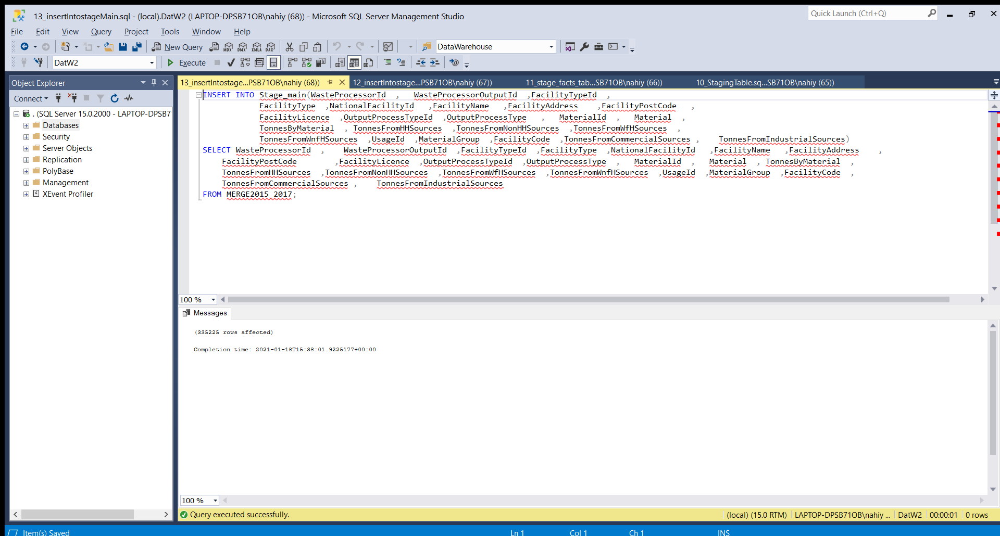 13_insertIntostageMain.sql - (local).DatW2 (LAPTOP-DPSB71OB\nahiy (68)) - Microsoft SQL Server Management Studio
Quick Launch (Ctrl+Q)
File Edit View Query Project Tools Window Help
New Query MDX DMX XMLA DAX DataWarehouse
DatW2 Execute
Object Explorer
13_insertIntostage...PSB71OB\nahiy (68)) 12_insertIntostage...PSB71OB\nahiy (67)) 11_stage_facts_tab...SB71OB\nahiy (66)) 10_StagingTable.sq...SB71OB\nahiy (65))
Connect
. (SQL Server 15.0.2000 - LAPTOP-DPSB7
Databases
Security
Server Objects
Replication
PolyBase
Management
XEvent Profiler
INSERT INTO Stage_main(WasteProcessorId , WasteProcessorOutputId ,FacilityTypeId ,
FacilityType ,NationalFacilityId ,FacilityName ,FacilityAddress ,FacilityPostCode ,
FacilityLicence ,OutputProcessTypeId ,OutputProcessType , MaterialId , Material ,
TonnesByMaterial , TonnesFromHHSources ,TonnesFromNonHHSources ,TonnesFromWfHSources ,
TonnesFromWnfHSources ,UsageId ,MaterialGroup ,FacilityCode ,TonnesFromCommercialSources , TonnesFromIndustrialSources)
SELECT WasteProcessorId , WasteProcessorOutputId ,FacilityTypeId ,FacilityType ,NationalFacilityId ,FacilityName ,FacilityAddress ,
FacilityPostCode ,FacilityLicence ,OutputProcessTypeId ,OutputProcessType , MaterialId , Material , TonnesByMaterial ,
TonnesFromHHSources ,TonnesFromNonHHSources ,TonnesFromWfHSources ,TonnesFromWnfHSources ,UsageId ,MaterialGroup ,FacilityCode ,
TonnesFromCommercialSources , TonnesFromIndustrialSources
FROM MERGE2015_2017;
100 %
Messages
(335225 rows affected)
Completion time: 2021-01-18T15:38:01.9225177+00:00
100 %
Query executed successfully. (local) (15.0 RTM) LAPTOP-DPSB71OB\nahiy ... DatW2 00:00:01 0 rows
Item(s) Saved Ln 1 Col 1 Ch 1 INS